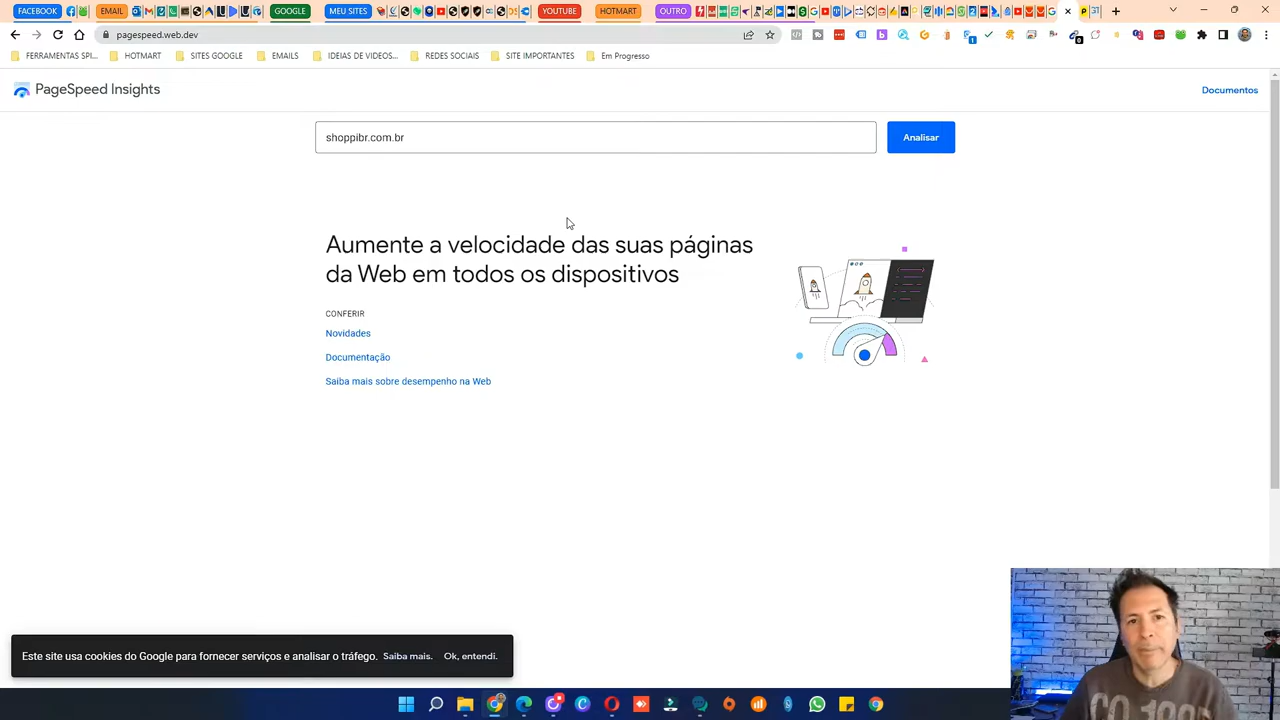 FACEBOOK
EMAIL
GOOGLE
MEU SITES
YOUTUBE
HOTMART
OUTRO
pagespeed.web.dev
FERRAMENTAS SPI...
HOTMART
SITES GOOGLE
EMAILS
IDEIAS DE VIDEOS...
REDES SOCIAIS
SITE IMPORTANTES
Em Progresso
PageSpeed Insights
Documentos
shoppibr.com.br
Analisar
Aumente a velocidade das suas páginas
da Web em todos os dispositivos
CONFERIR
Novidades
Documentação
Saiba mais sobre desempenho na Web
Este site usa cookies do Google para fornecer serviços e analisar o tráfego. Saiba mais. Ok, entendi.